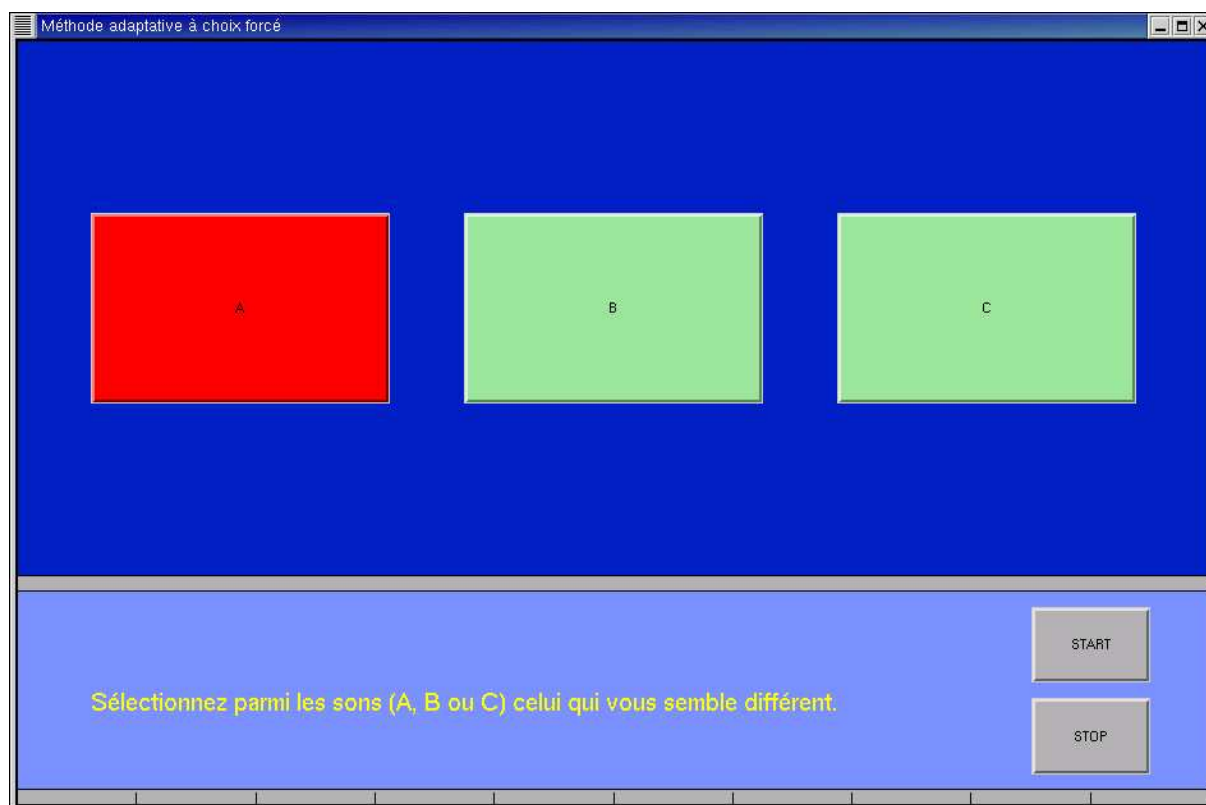 Méthode adaptative à choix forcé
A
B
C
START
Sélectionnez parmi les sons (A, B ou C) celui qui vous semble différent.
STOP